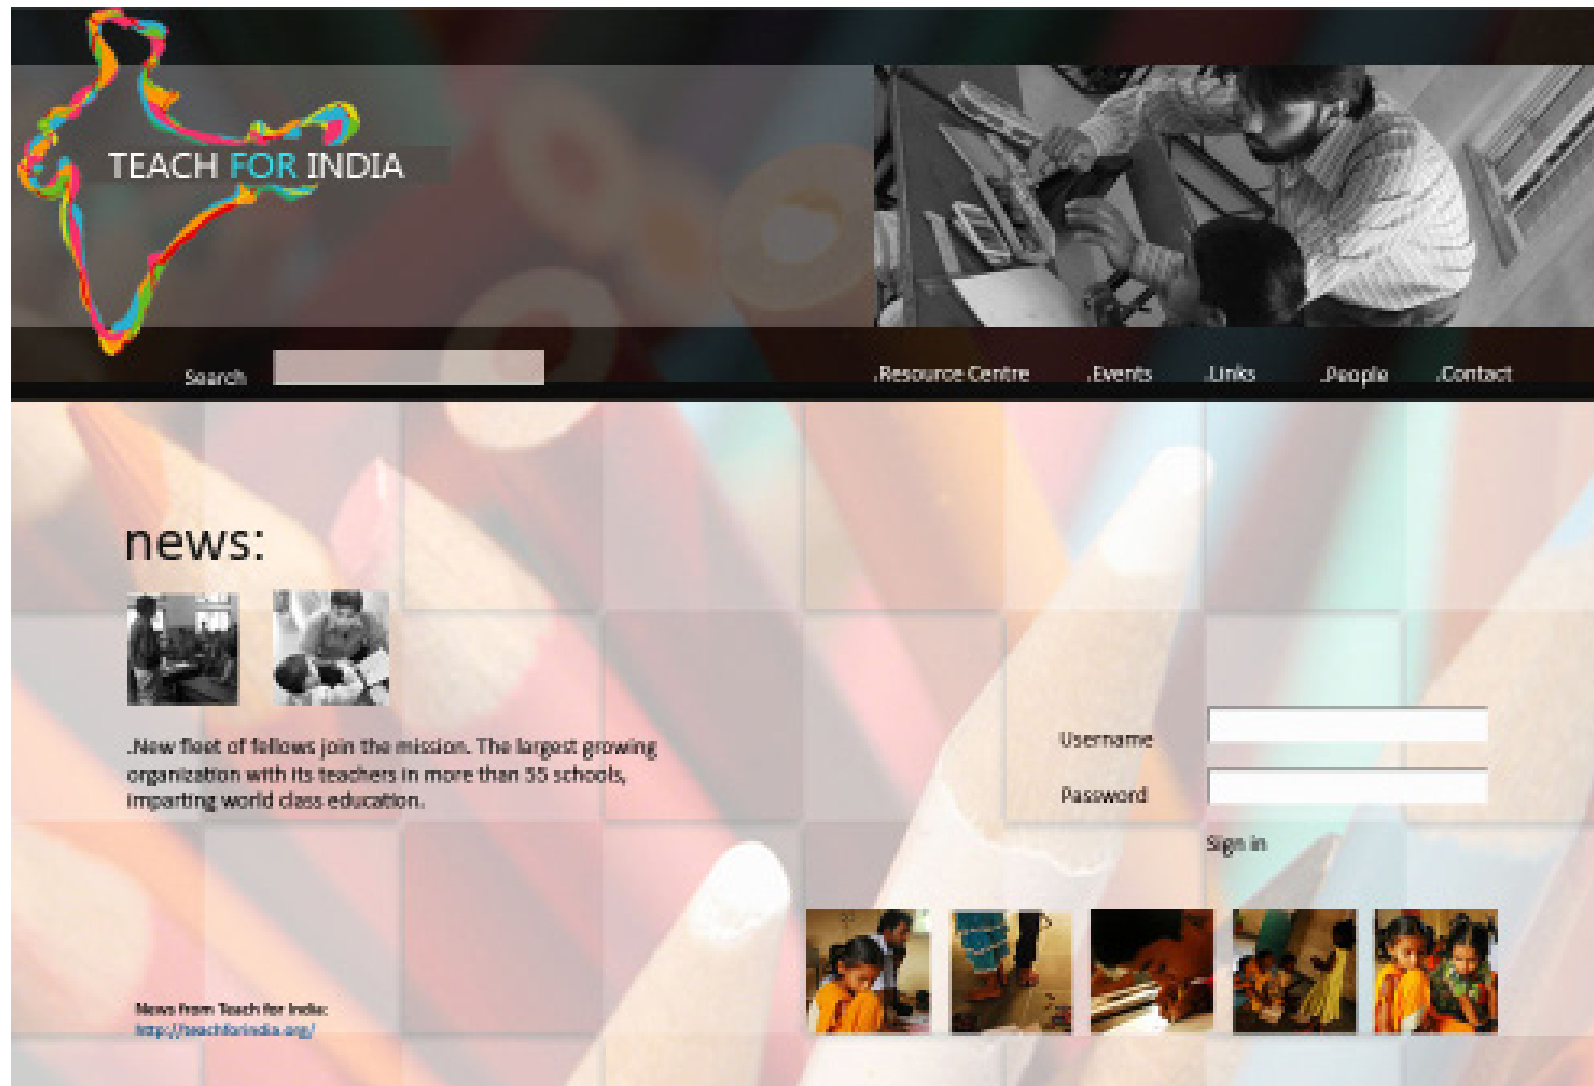 TEACH FOR INDIA
Search
.Resource Centre .Events .Links .People .Contact
news:
.New fleet of fellows join the mission. The largest growing
organization with its teachers in more than 55 schools,
imparting world class education.
Username
Password
Sign in
News from Teach for India:
http://teachforindia.org/